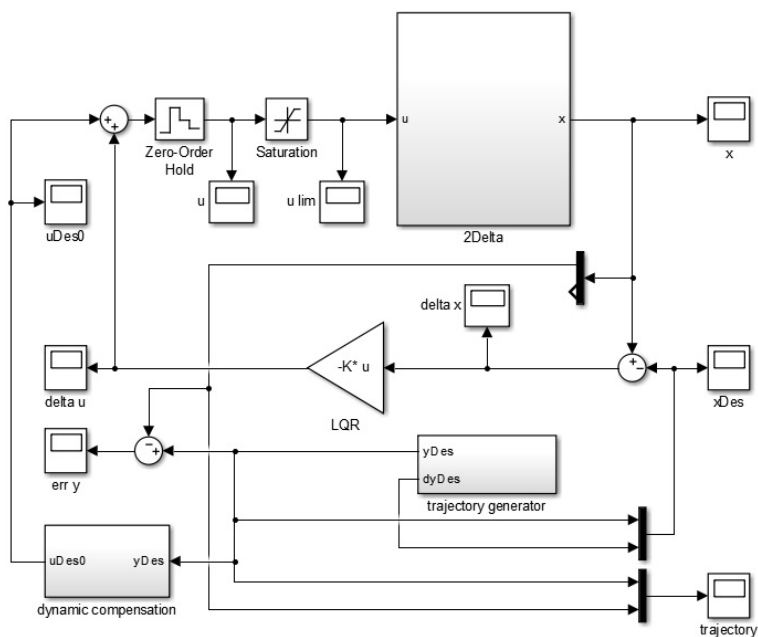 u
x
Zero-Order
Hold
Saturation
x
u
u lim
uDes0
2Delta
delta x
-K* u
delta u
xDes
LQR
yDes
err y
dyDes
trajectory generator
uDes0
yDes
dynamic compensation
trajectory